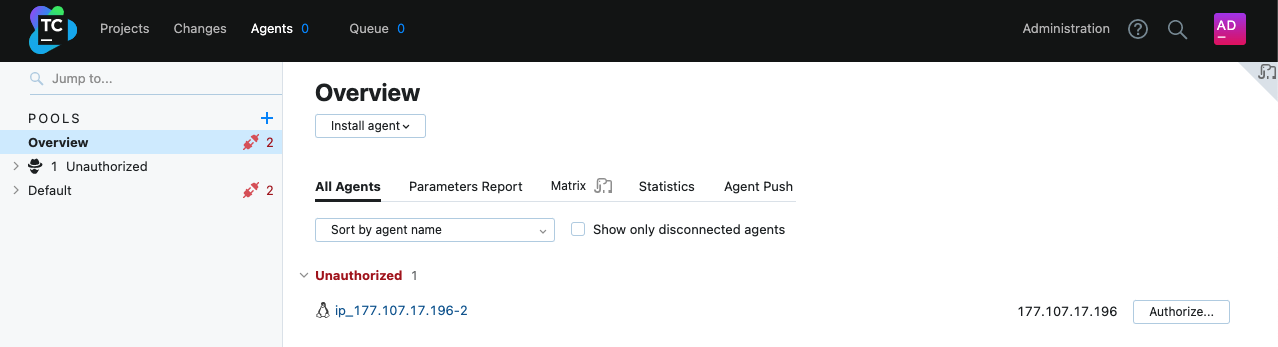 TC Projects Changes Agents 0 Queue 0 Administration AD
Jump to...
POOLS
Overview 2
1 Unauthorized
Default 2
Overview
Install agent
All Agents Parameters Report Matrix Statistics Agent Push
Sort by agent name Show only disconnected agents
Unauthorized 1
ip_177.107.17.196-2 177.107.17.196 Authorize...